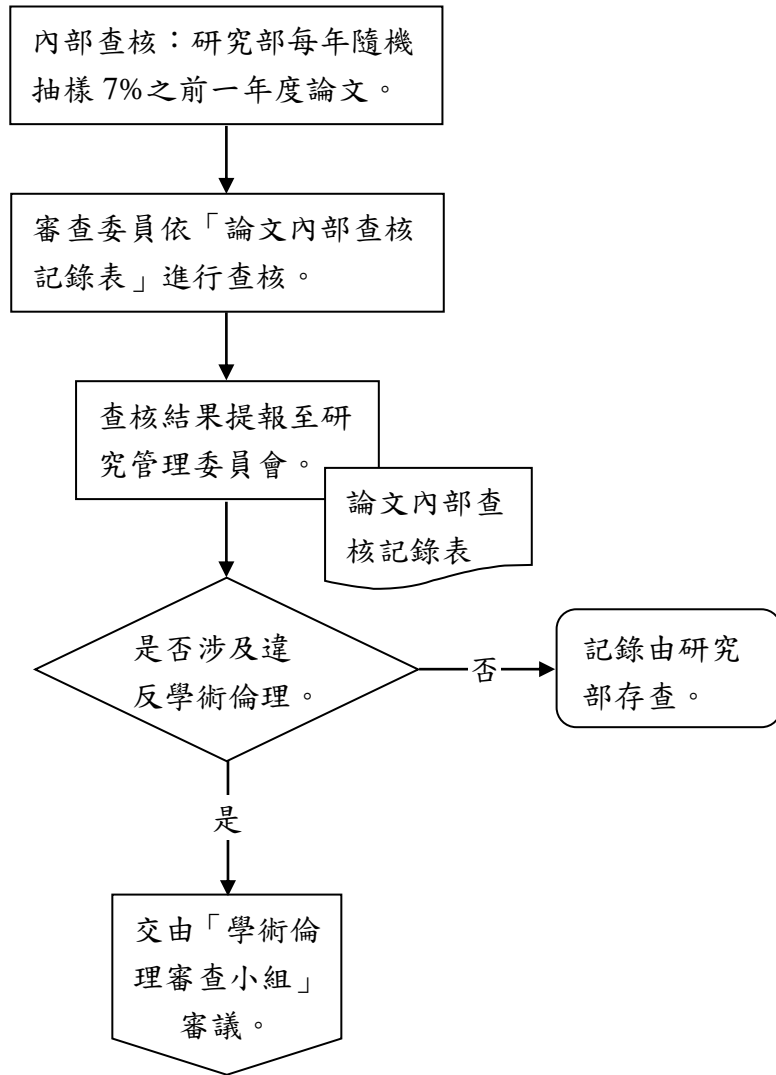 內部查核：研究部每年隨機
抽樣 7%之前一年度論文。
審查委員依「論文內部查核
記錄表」進行查核。
查核結果提報至研
究管理委員會。
論文內部查
核記錄表
是否涉及違
反學術倫理。
否
記錄由研究
部存查。
是
交由「學術倫
理審查小組」
審議。